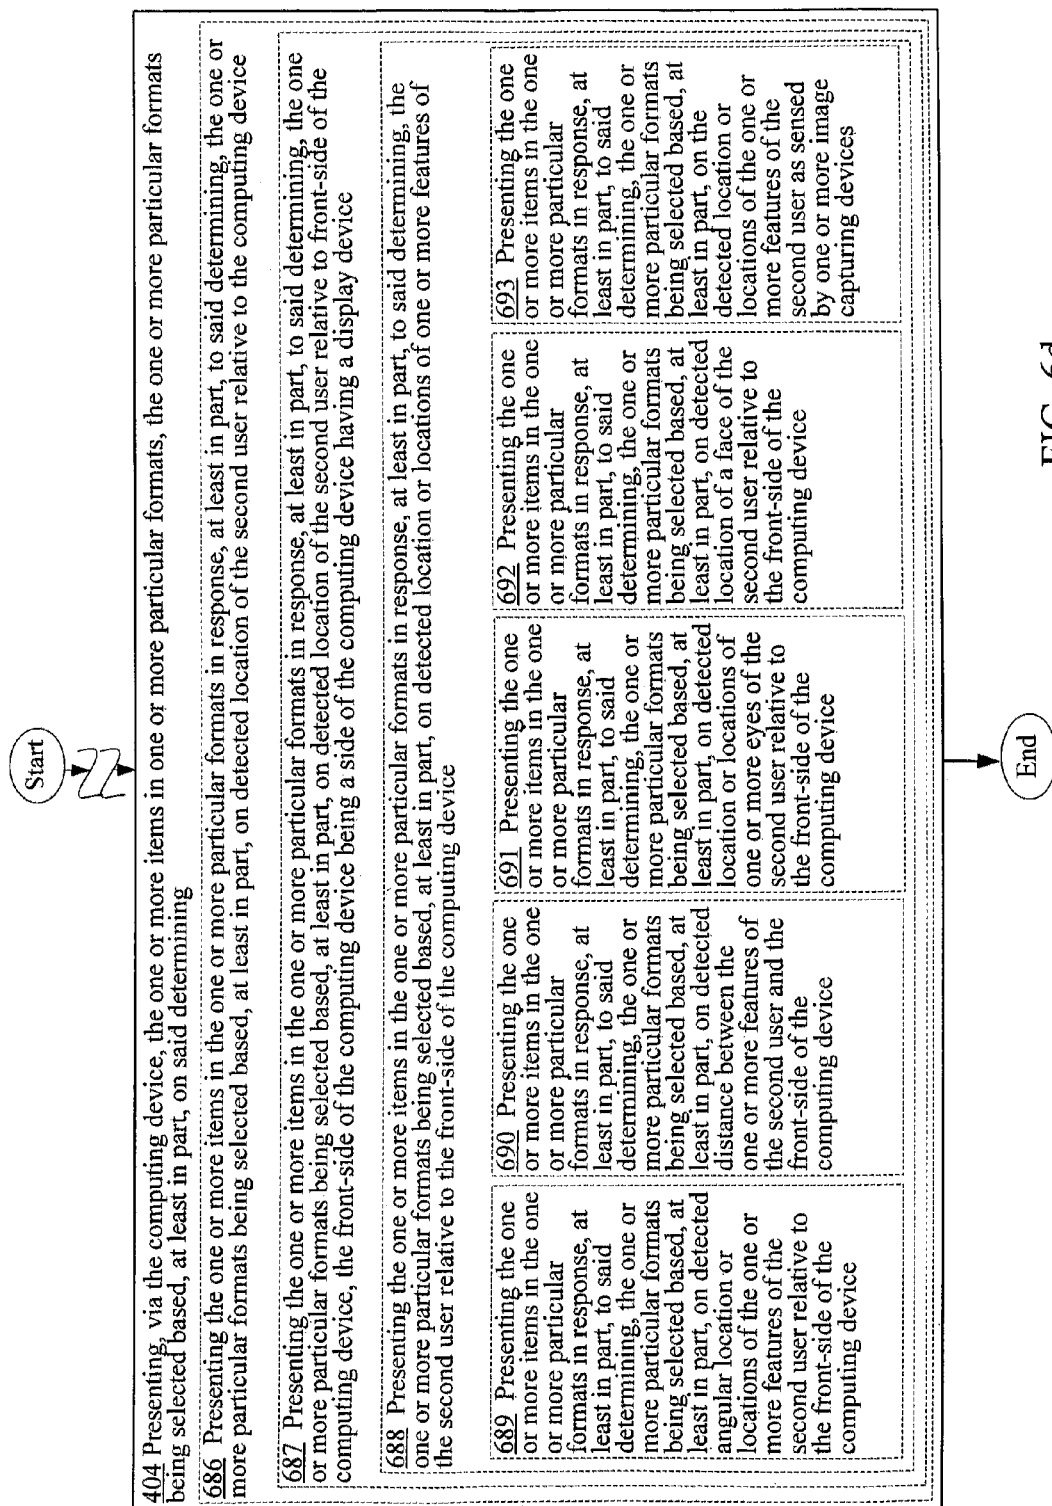 Start
404 Presenting, via the computing device, the one or more items in one or more particular formats, the one or more particular formats
being selected based, at least in part, on said determining
686 Presenting the one or more items in the one or more particular formats in response, at least in part, to said determining, the one or
more particular formats being selected based, at least in part, on detected location of the second user relative to the computing device
687 Presenting the one or more items in the one or more particular formats in response, at least in part, to said determining, the one
or more particular formats being selected based, at least in part, on detected location of the second user relative to front-side of the
computing device, the front-side of the computing device being a side of the computing device having a display device
688 Presenting the one or more items in the one or more particular formats in response, at least in part, to said determining, the
one or more particular formats being selected based, at least in part, on detected location or locations of one or more features of
the second user relative to the front-side of the computing device
689 Presenting the one
or more items in the one
or more particular
formats in response, at
least in part, to said
determining, the one or
more particular formats
being selected based, at
least in part, on detected
angular location or
locations of the one or
more features of the
second user relative to
the front-side of the
computing device
690 Presenting the one
or more items in the one
or more particular
formats in response, at
least in part, to said
determining, the one or
more particular formats
being selected based, at
least in part, on detected
distance between the
one or more features of
the second user and the
front-side of the
computing device
691 Presenting the one
or more items in the one
or more particular
formats in response, at
least in part, to said
determining, the one or
more particular formats
being selected based, at
least in part, on detected
location or locations of
one or more eyes of the
second user relative to
the front-side of the
computing device
692 Presenting the one
or more items in the one
or more particular
formats in response, at
least in part, to said
determining, the one or
more particular formats
being selected based, at
least in part, on detected
location of a face of the
second user relative to
the front-side of the
computing device
693 Presenting the one
or more items in the one
or more particular
formats in response, at
least in part, to said
determining, the one or
more particular formats
being selected based, at
least in part, on the
detected location or
locations of the one or
more features of the
second user as sensed
by one or more image
capturing devices
End
FIG. 6d